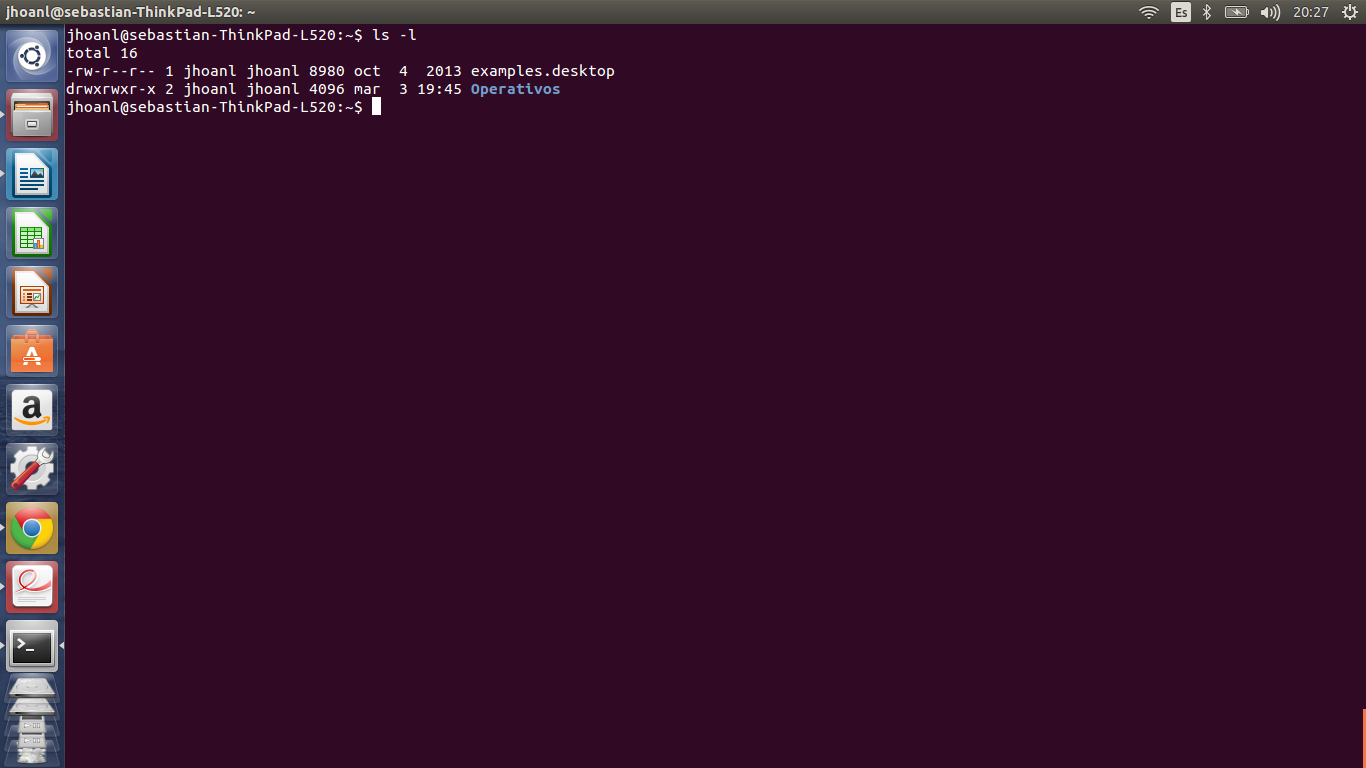 jhoanl@sebastian-ThinkPad-L520: ~
Es
20:27
jhoanl@sebastian-ThinkPad-L520:~$ ls -l
total 16
-rw-r--r-- 1 jhoanl jhoanl 8980 oct  4  2013 examples.desktop
drwxrwxr-x 2 jhoanl jhoanl 4096 mar  3 19:45 Operativos
jhoanl@sebastian-ThinkPad-L520:~$